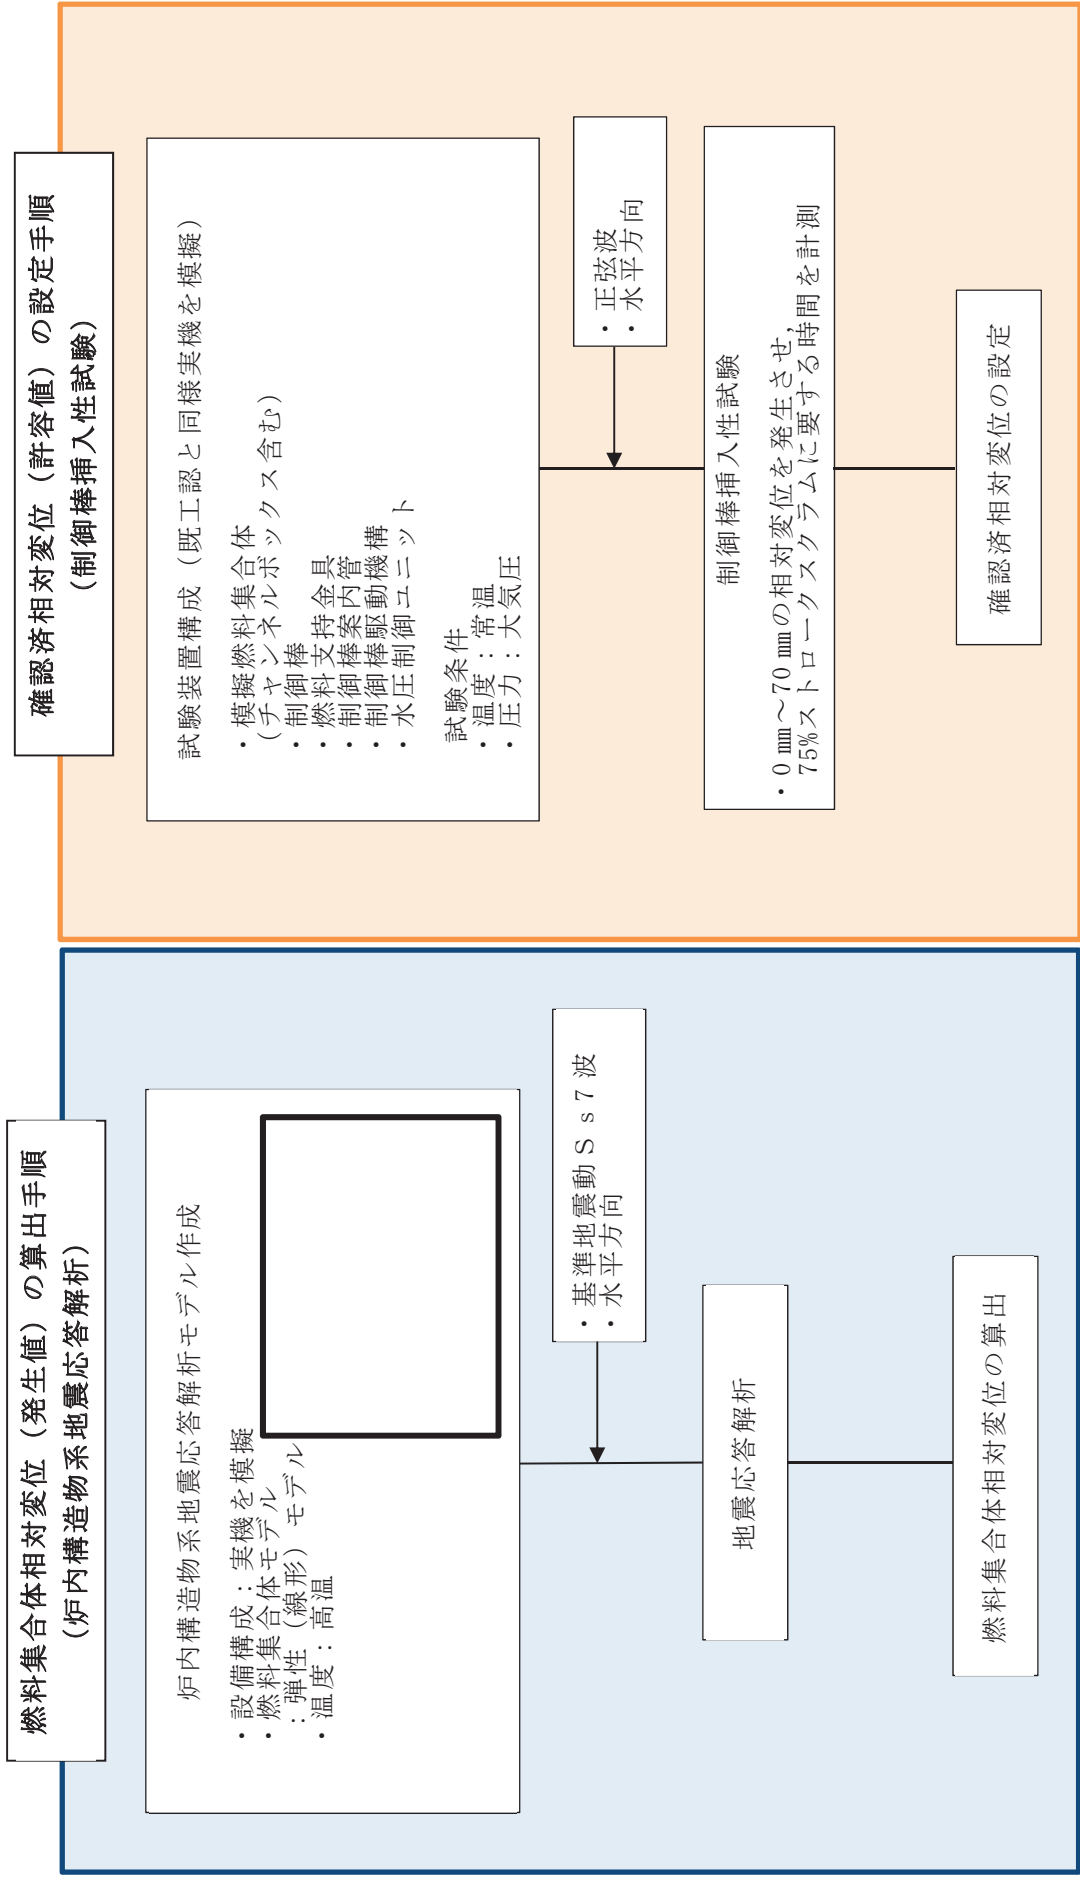 燃料集合体相対変位（発生値）の算出手順
（炉内構造物系地震応答解析）
炉内構造物系地震応答解析モデル作成
・設備構成：実機を模擬
・燃料集合体モデル
：弾性（線形）モデル
・温度：高温
・基準地震動Ｓｓ７波
・水平方向
地震応答解析
燃料集合体相対変位の算出
確認済相対変位（許容値）の設定手順
（制御棒挿入性試験）
試験装置構成（既工認と同様実機を模擬）
・模擬燃料集合体
（チャンネルボックス含む）
・制御棒
・燃料支持金具
・制御棒案内管
・制御棒駆動機構
・水圧制御ユニット
試験条件
・温度：常温
・圧力：大気圧
・正弦波
・水平方向
制御棒挿入性試験
・0㎜～70㎜の相対変位を発生させ，
75%ストロークスクラムに要する時間を計測
確認済相対変位の設定